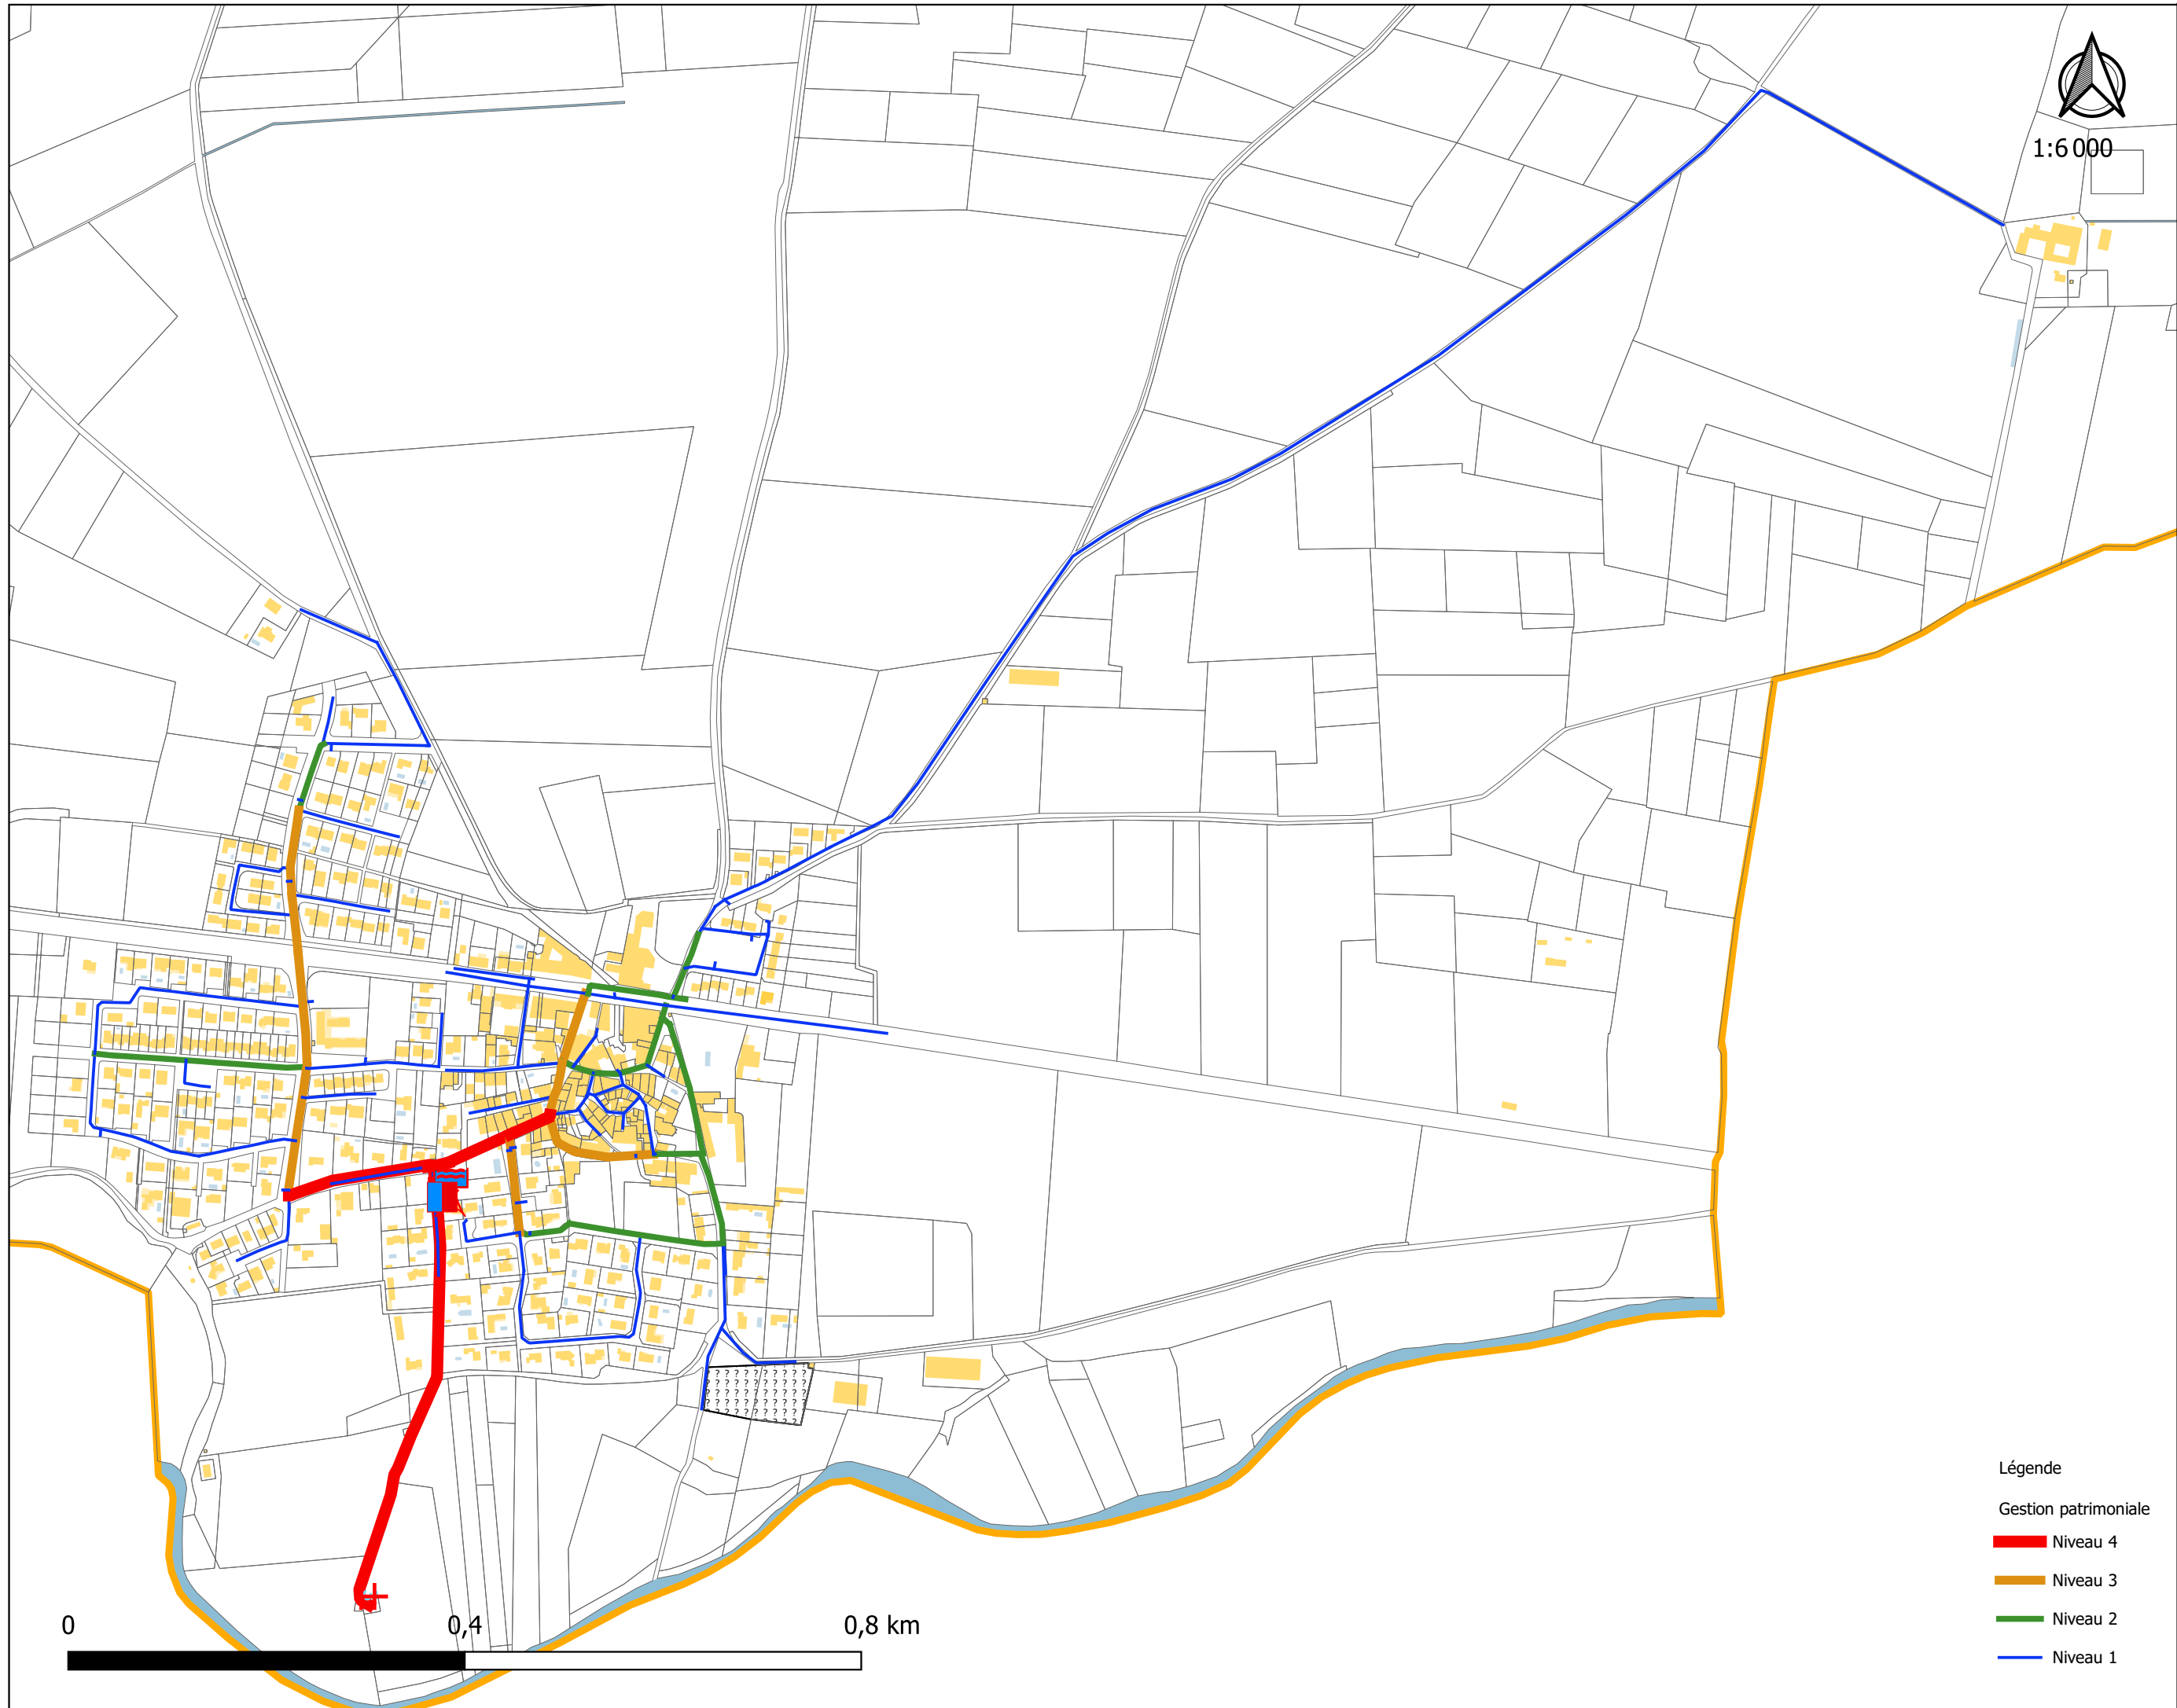 1:6 000
Légende
Gestion patrimoniale
Niveau 4
Niveau 3
Niveau 2
Niveau 1
0 0,4 0,8 km
? ? ? ? ? ? ? ? ? ?
? ? ? ? ? ? ? ? ? ?
? ? ? ? ? ? ? ? ? ?
? ? ? ? ? ? ? ? ? ?
? ? ? ? ? ? ? ? ? ?
? ? ? ?